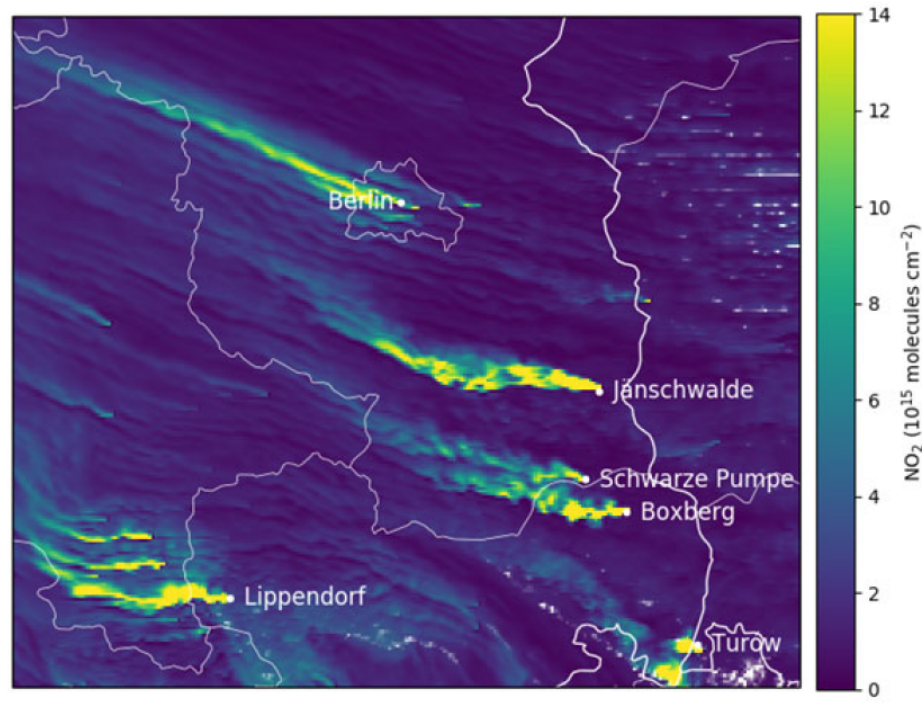 Berlin
Jänschwalde
Schwarze Pumpe
Boxberg
Lippendorf
Turow
14
12
10
8
6
4
2
0
NO₂ (10¹⁵ molecules cm⁻²)